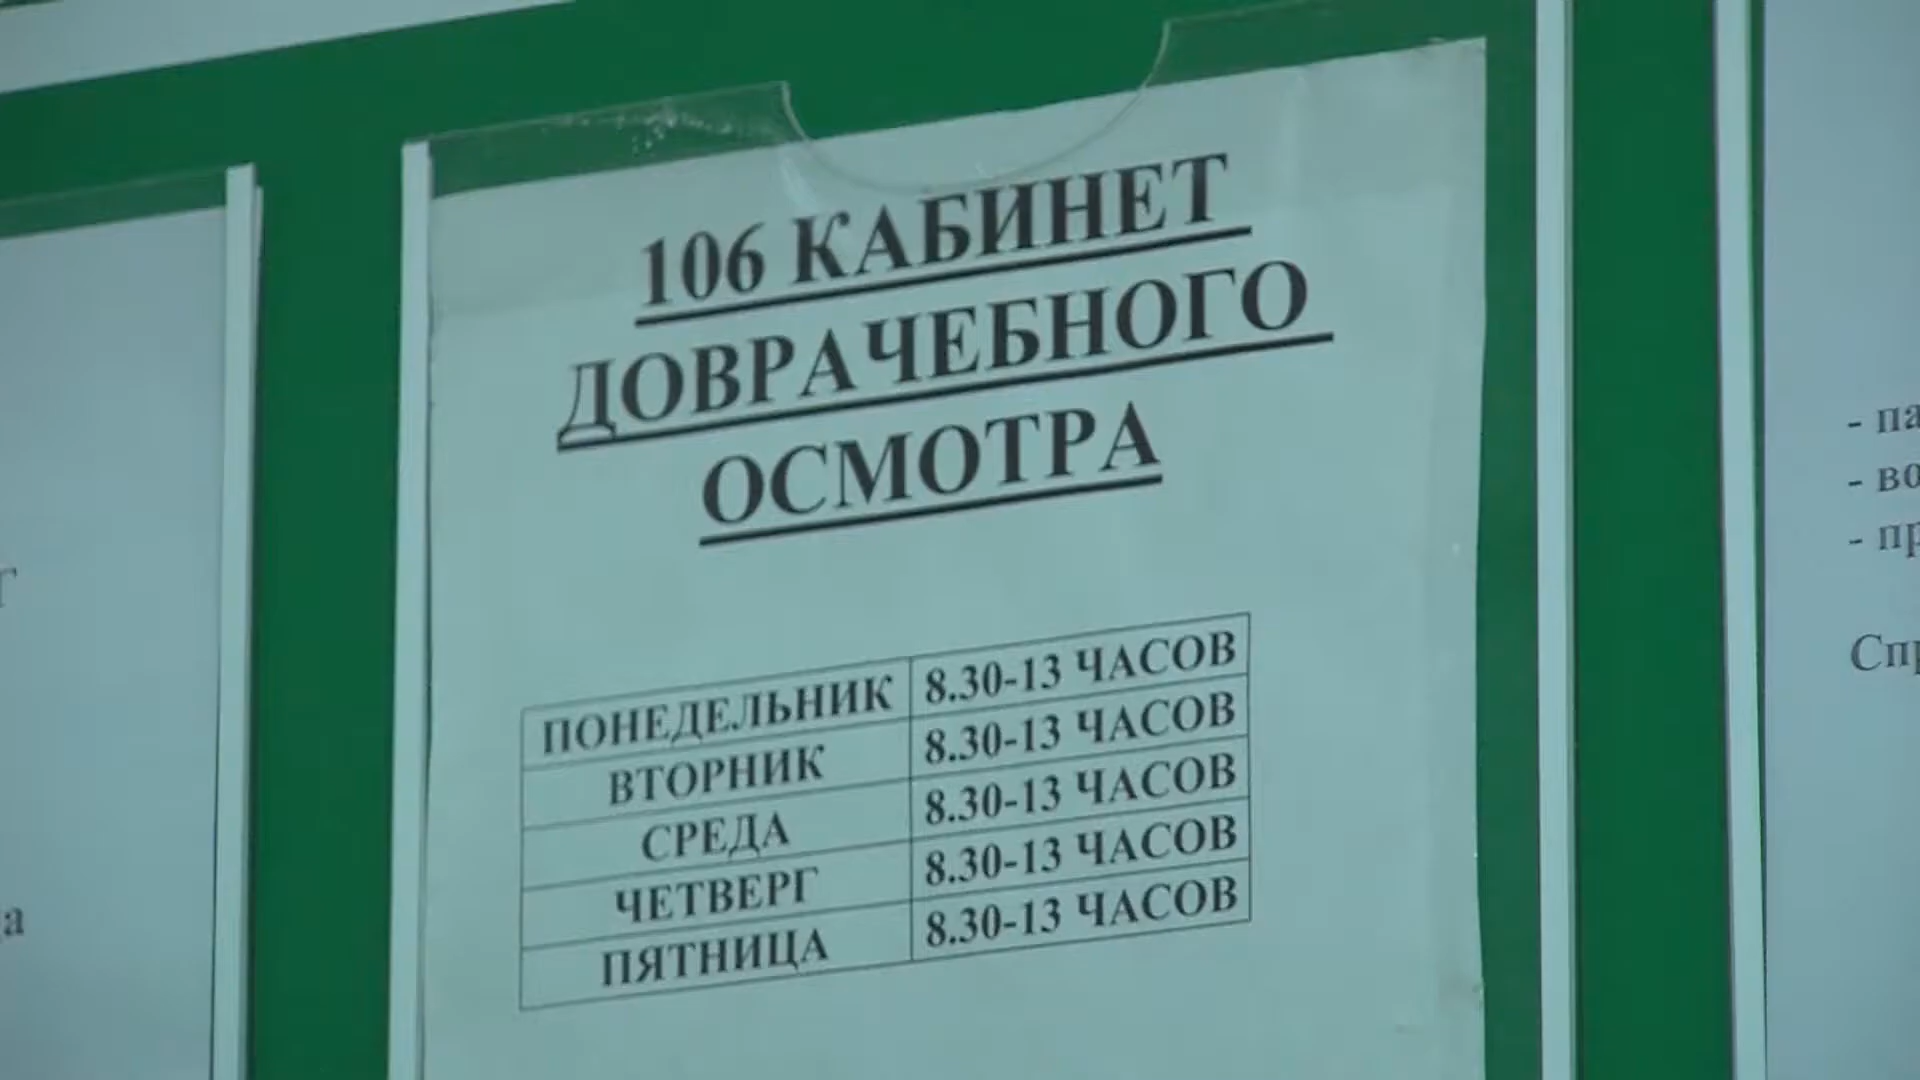 106 КАБИНЕТ
ДОВРАЧЕБНОГО
ОСМОТРА
ПОНЕДЕЛЬНИК 8.30-13 ЧАСОВ
ВТОРНИК 8.30-13 ЧАСОВ
СРЕДА 8.30-13 ЧАСОВ
ЧЕТВЕРГ 8.30-13 ЧАСОВ
ПЯТНИЦА 8.30-13 ЧАСОВ